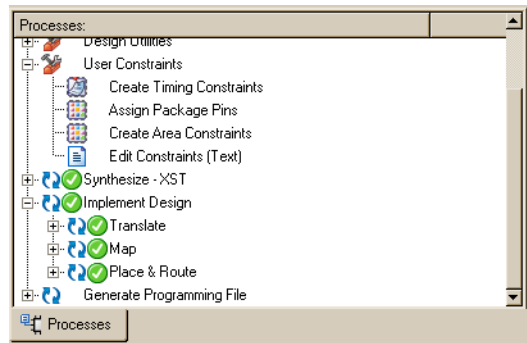 Processes:
Design Utilities
User Constraints
Create Timing Constraints
Assign Package Pins
Create Area Constraints
Edit Constraints (Text)
Synthesize - XST
Implement Design
Translate
Map
Place & Route
Generate Programming File
Processes